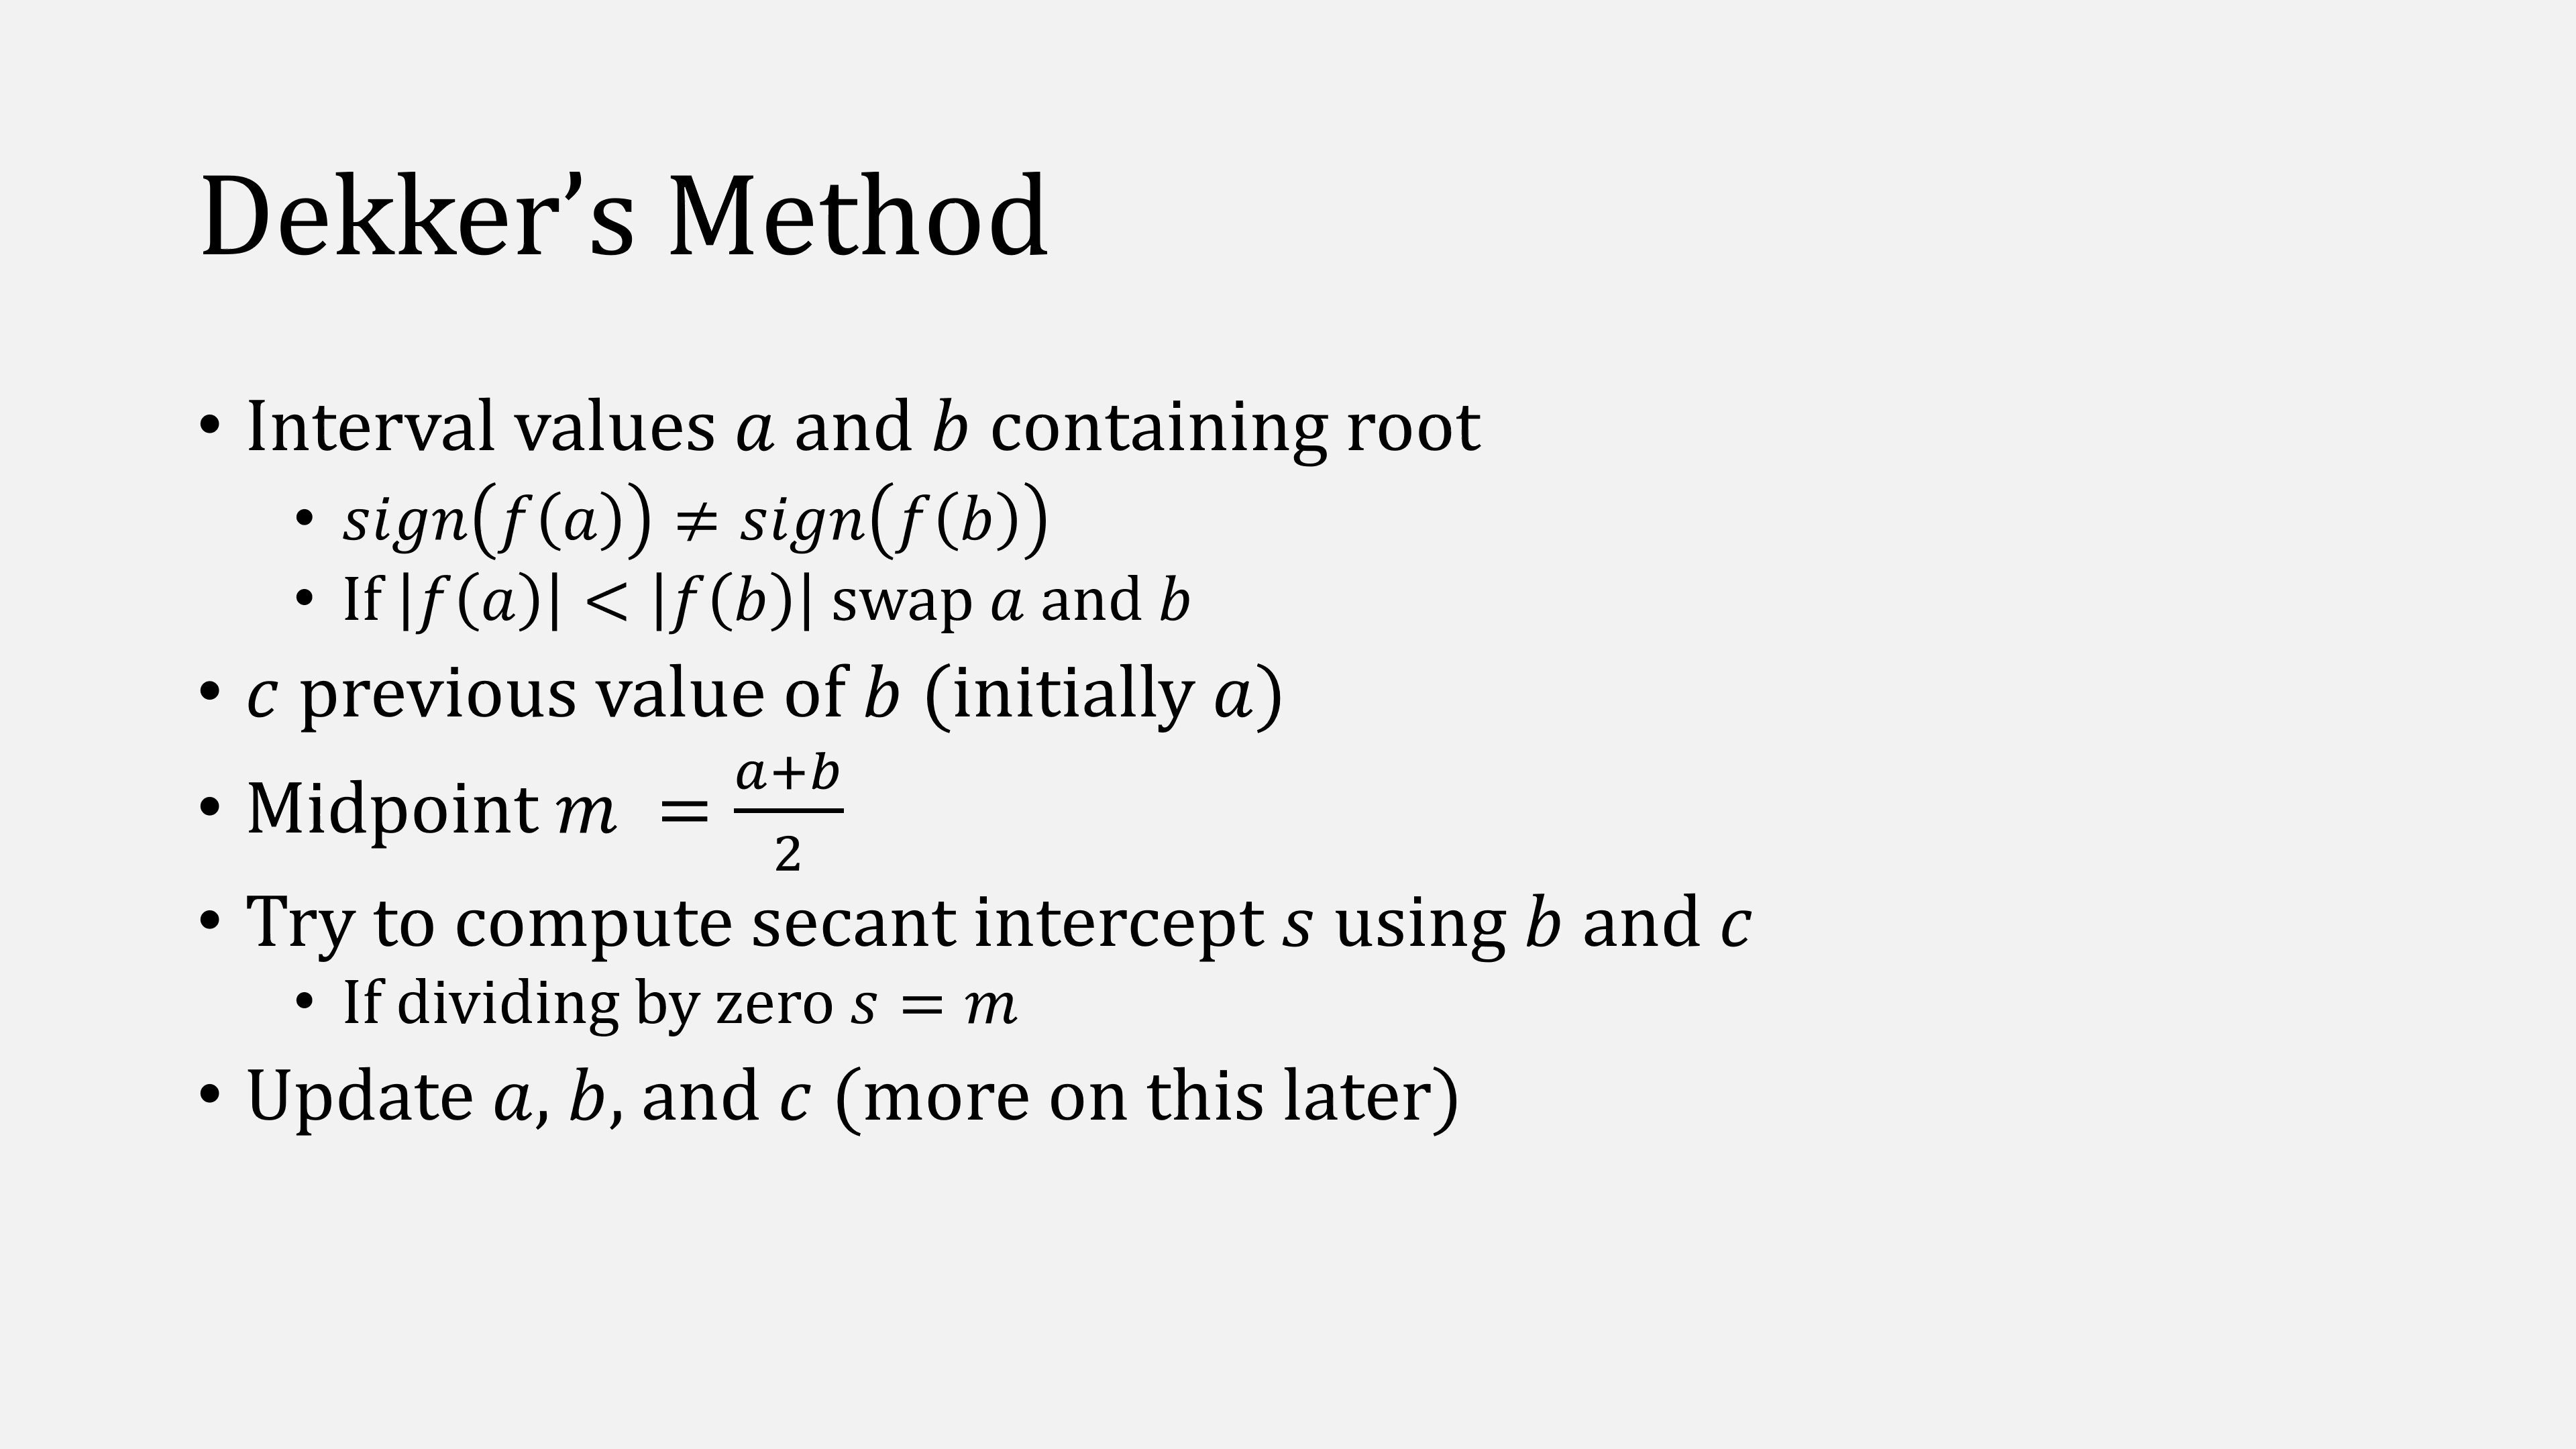 Dekker’s Method
• Interval values a and b containing root
• sign(f(a)) ≠ sign(f(b))
• If |f(a)| < |f(b)| swap a and b
• c previous value of b (initially a)
• Midpoint m = \frac{a+b}{2}
• Try to compute secant intercept s using b and c
• If dividing by zero s = m
• Update a, b, and c (more on this later)